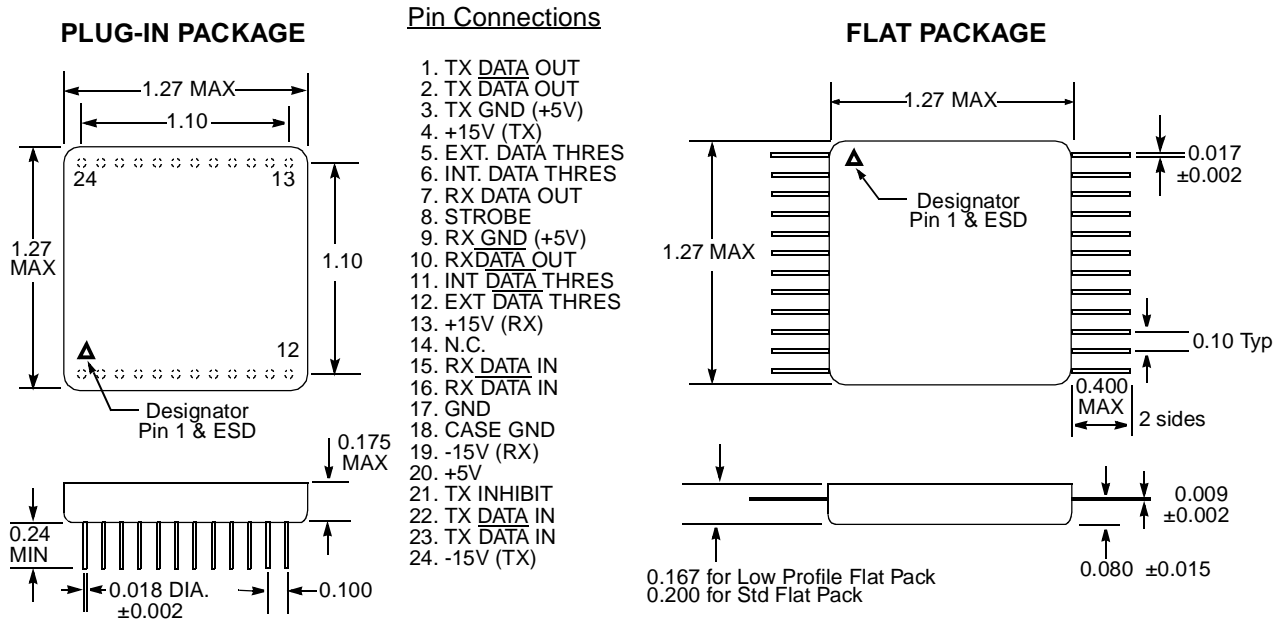 Pin Connections
PLUG-IN PACKAGE
1.27 MAX
1.10
24
13
1.27
MAX
1.10
12
Designator
Pin 1 & ESD
0.175
MAX
0.24
MIN
0.018 DIA.
±0.002
0.100
1. TX DATA OUT
2. TX D̅A̅T̅A̅ OUT
3. TX GND (+5V)
4. +15V (TX)
5. EXT. DATA THRES
6. INT. DATA THRES
7. RX DATA OUT
8. STROBE
9. RX GND (+5V)
10. RXD̅A̅T̅A̅ OUT
11. INT D̅A̅T̅A̅ THRES
12. EXT D̅A̅T̅A̅ THRES
13. +15V (RX)
14. N.C.
15. RX DATA IN
16. RX D̅A̅T̅A̅ IN
17. GND
18. CASE GND
19. -15V (RX)
20. +5V
21. TX INHIBIT
22. TX DATA IN
23. TX D̅A̅T̅A̅ IN
24. -15V (TX)
FLAT PACKAGE
1.27 MAX
0.017
±0.002
Designator
Pin 1 & ESD
1.27 MAX
0.10 Typ
0.400
MAX
2 sides
0.009
±0.002
0.080 ±0.015
0.167 for Low Profile Flat Pack
0.200 for Std Flat Pack